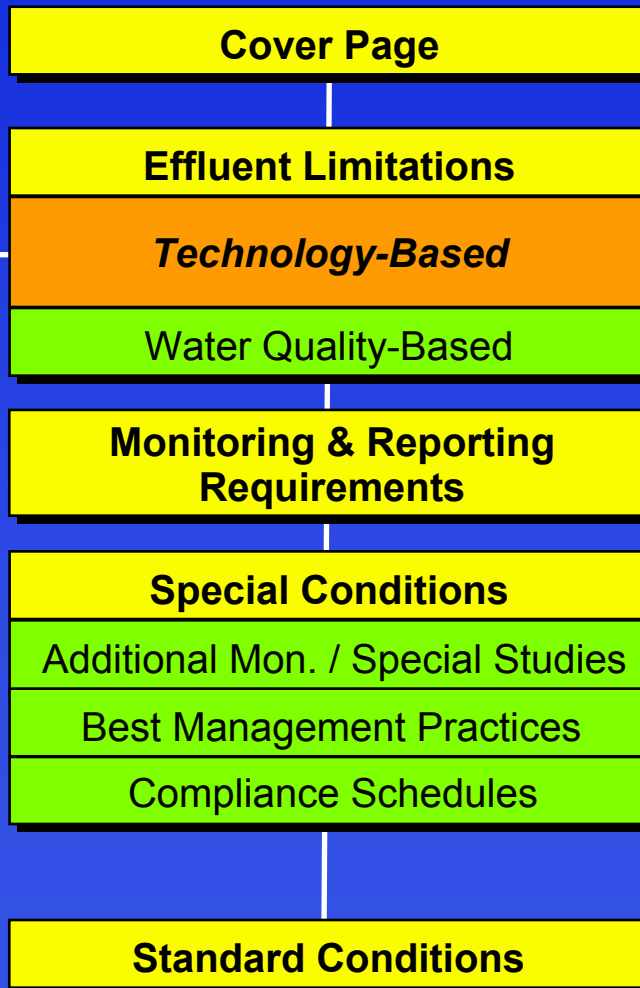 Cover Page
Effluent Limitations
Technology-Based
Water Quality-Based
Monitoring & Reporting
Requirements
Special Conditions
Additional Mon. / Special Studies
Best Management Practices
Compliance Schedules
Standard Conditions